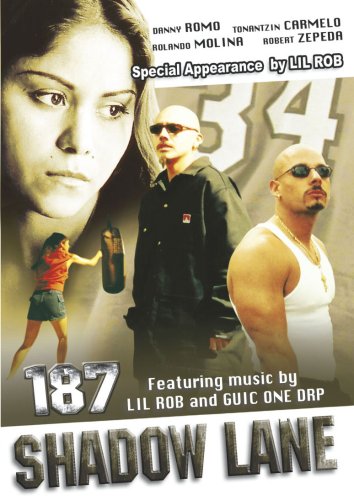 DANNY ROMO TONANTZIN CARMELO
ROLANDO MOLINA ROBERT ZEPEDA
Special Appearance by LIL ROB
34
187
Featuring music by
LIL ROB and GUIC ONE DRP
SHADOW LANE